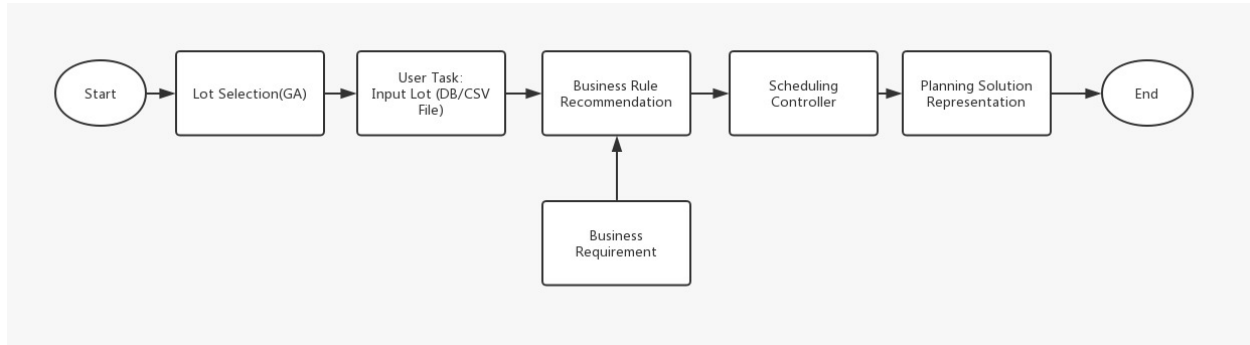 Start
Lot Selection(GA)
User Task:
Input Lot (DB/CSV
File)
Business Rule
Recommendation
Scheduling
Controller
Planning Solution
Representation
End
Business
Requirement